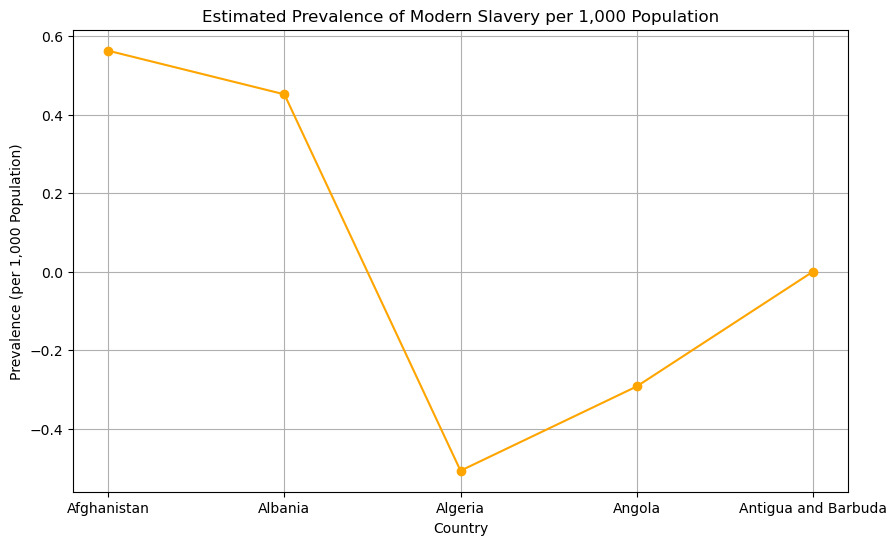 Estimated Prevalence of Modern Slavery per 1,000 Population
Prevalence (per 1,000 Population)
0.6
0.4
0.2
0.0
−0.2
−0.4
Afghanistan
Albania
Algeria
Angola
Antigua and Barbuda
Country